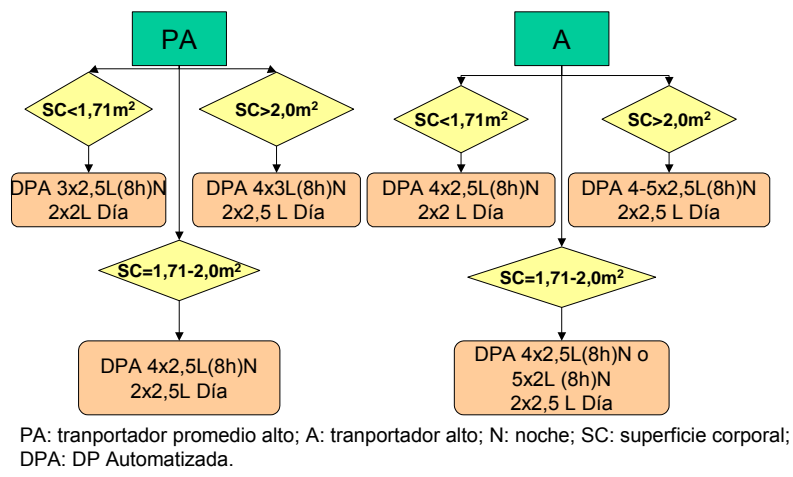 PA
A
SC<1,71m²
SC>2,0m²
SC<1,71m²
SC>2,0m²
DPA 3x2,5L(8h)N
2x2L Día
DPA 4x3L(8h)N
2x2,5 L Día
DPA 4x2,5L(8h)N
2x2 L Día
DPA 4-5x2,5L(8h)N
2x2,5 L Día
SC=1,71-2,0m²
SC=1,71-2,0m²
DPA 4x2,5L(8h)N
2x2,5L Día
DPA 4x2,5L(8h)N o
5x2L (8h)N
2x2,5 L Día
PA: tranportador promedio alto; A: tranportador alto; N: noche; SC: superficie corporal;
DPA: DP Automatizada.